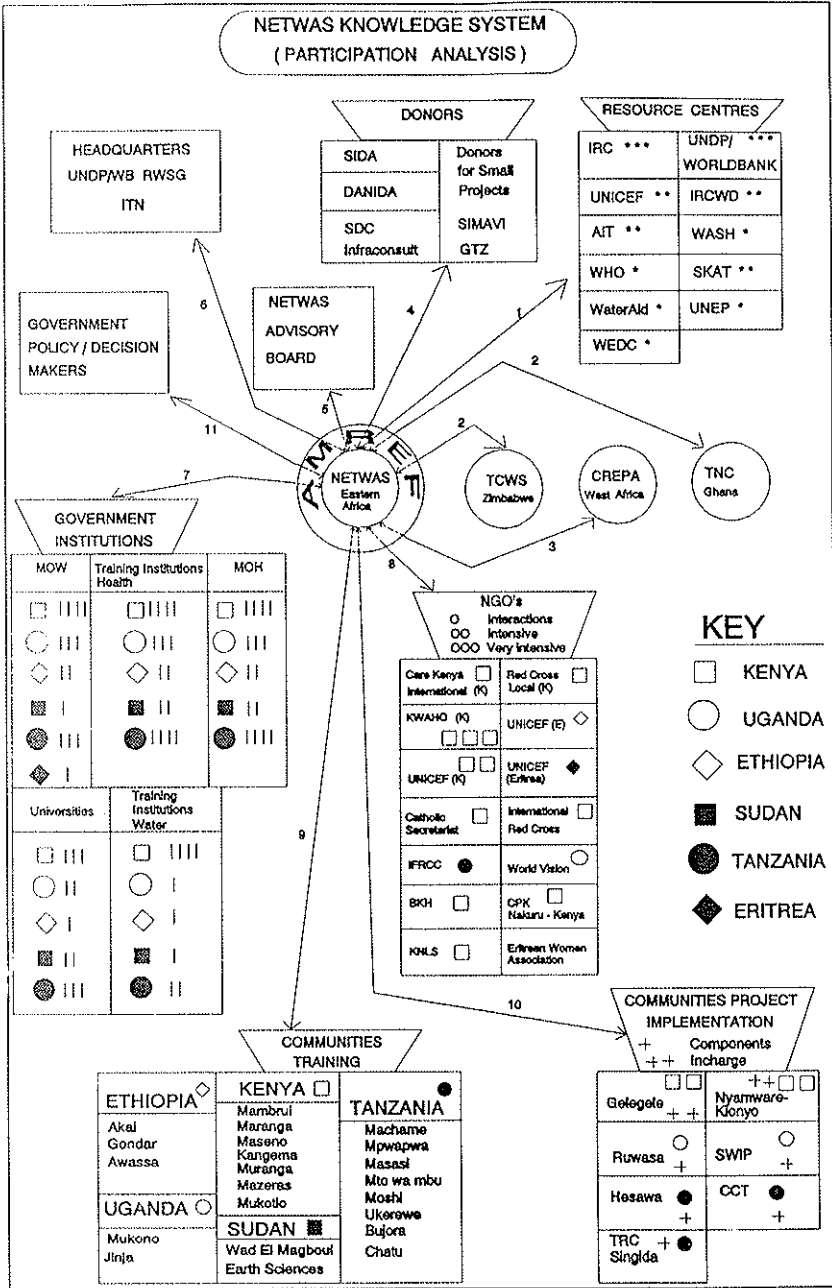 NETWAS KNOWLEDGE SYSTEM
( PARTICIPATION ANALYSIS )
HEADQUARTERS
UNDP/WB RWSG
ITN
DONORS
SIDA
DANIDA
SDC
Infraconsult
Donors
for Small
Projects
SIMAVI
GTZ
RESOURCE CENTRES
IRC ***
UNDP/ ***
WORLDBANK
UNICEF **
IRCWD **
AIT **
WASH *
WHO *
SKAT **
WaterAid *
UNEP *
WEDC *
GOVERNMENT
POLICY / DECISION
MAKERS
NETWAS
ADVISORY
BOARD
6
4
1
2
5
11
2
7
3
8
9
10
AMREF
NETWAS
Eastern
Africa
TCWS
Zimbabwe
CREPA
West Africa
TNC
Ghana
GOVERNMENT
INSTITUTIONS
MOW
Training Institutions
Health
MOH
||||
||||
||||
|||
|||
|||
||
||
||
|
||
||
|||
||||
||||
|
Universities
Training
Institutions
Water
|||
||||
||
|
|
|
||
|
|||
||
NGO's
O Interactions
OO Intensive
OOO Very Intensive
Care Kenya
International (K)
Red Cross
Local (K)
KWAHO (K)
UNICEF (E)
UNICEF (K)
UNICEF
(Eritrea)
Catholic
Secretariat
International
Red Cross
IFRCC
World Vision
BKH
CPK
Nakuru - Kenya
KNLS
Eritrean Women
Association
KEY
KENYA
UGANDA
ETHIOPIA
SUDAN
TANZANIA
ERITREA
COMMUNITIES
TRAINING
ETHIOPIA
Akal
Gondar
Awassa
UGANDA
Mukono
Jinja
KENYA
Mambrui
Maranga
Maseno
Kangema
Muranga
Mazeras
Mukotio
SUDAN
Wad El Magboul
Earth Sciences
TANZANIA
Machame
Mpwapwa
Masasi
Mto wa mbu
Moshi
Ukerewe
Bujora
Chatu
COMMUNITIES PROJECT
IMPLEMENTATION
+ Components
++ Incharge
Gelegele
++
++
Nyamware-
Kionyo
Ruwasa
+
SWIP
+
Hesawa
+
CCT
+
TRC +
Singida